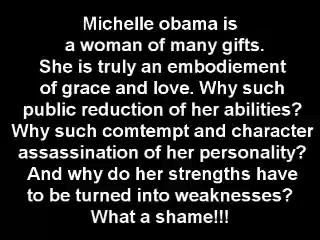 Michelle obama is
a woman of many gifts.
She is truly an embodiement
of grace and love. Why such
public reduction of her abilities?
Why such comtempt and character
assassination of her personality?
And why do her strengths have
to be turned into weaknesses?
What a shame!!!